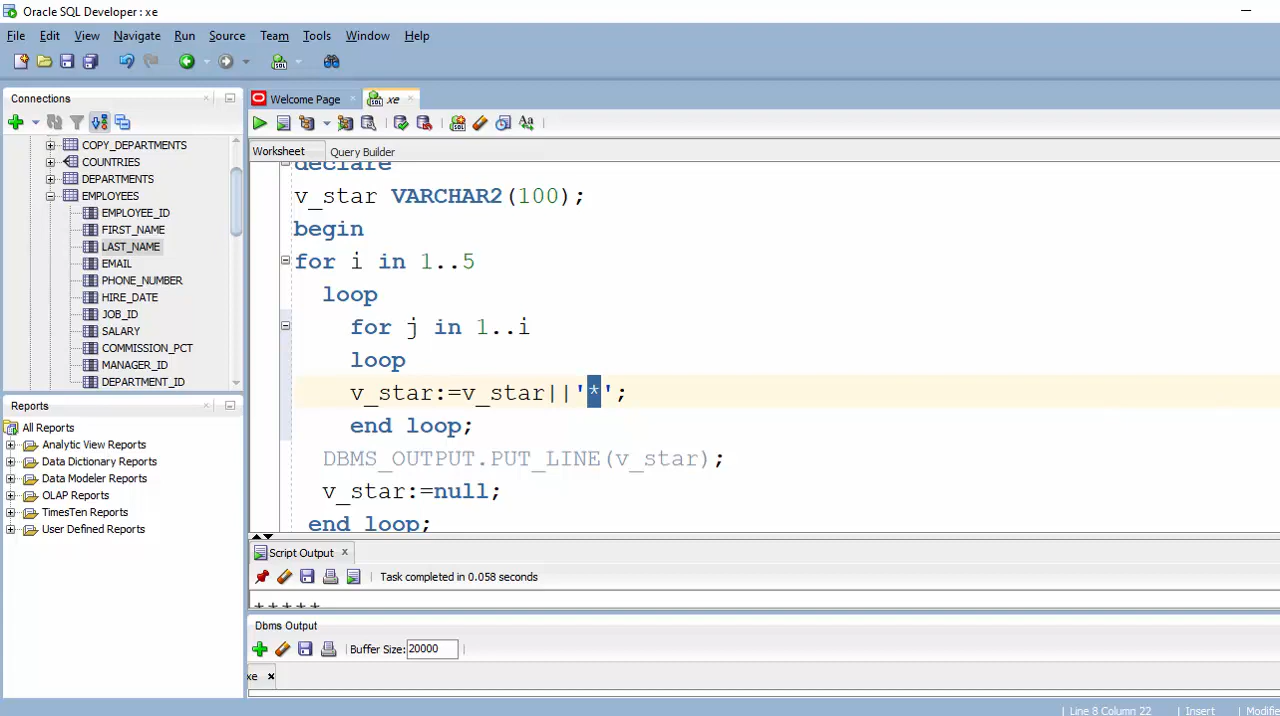 Oracle SQL Developer : xe
File Edit View Navigate Run Source Team Tools Window Help
Connections
Welcome Page
xe
Worksheet
Query Builder
COPY_DEPARTMENTS
COUNTRIES
DEPARTMENTS
EMPLOYEES
EMPLOYEE_ID
FIRST_NAME
LAST_NAME
EMAIL
PHONE_NUMBER
HIRE_DATE
JOB_ID
SALARY
COMMISSION_PCT
MANAGER_ID
DEPARTMENT_ID
declare
v_star VARCHAR2(100);
begin
for i in 1..5
loop
for j in 1..i
loop
v_star:=v_star||'*';
end loop;
DBMS_OUTPUT.PUT_LINE(v_star);
v_star:=null;
end loop;
Reports
All Reports
Analytic View Reports
Data Dictionary Reports
Data Modeler Reports
OLAP Reports
TimesTen Reports
User Defined Reports
Script Output
Task completed in 0.058 seconds
*****
Dbms Output
Buffer Size: 20000
xe
Line 8 Column 22
Insert
Modifie